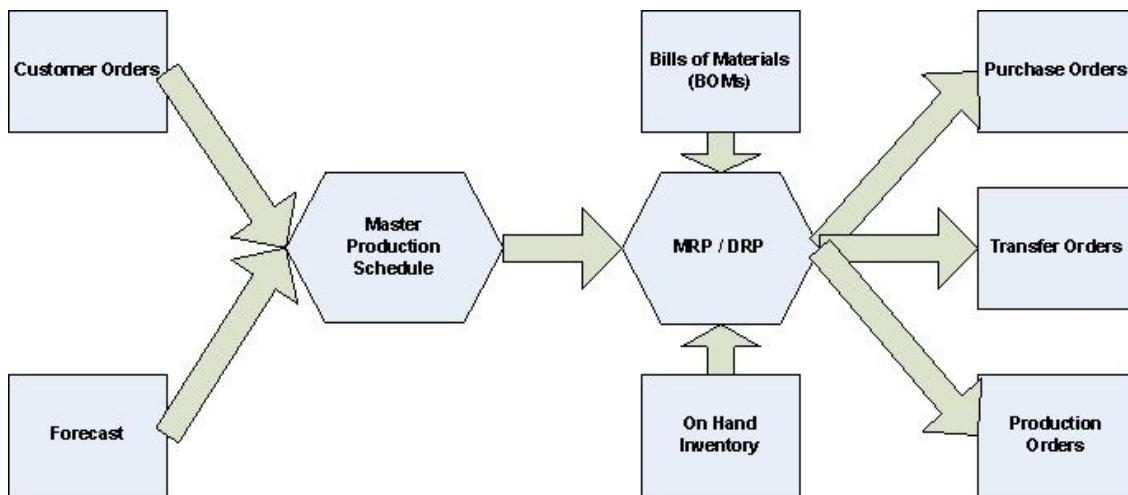 Customer Orders
Forecast
Master
Production
Schedule
Bills of Materials
(BOMs)
MRP / DRP
On Hand
Inventory
Purchase Orders
Transfer Orders
Production
Orders